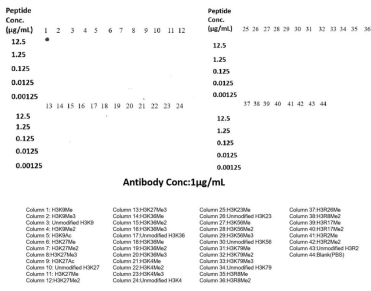 Peptide
Conc.
(µg/mL) 1 2 3 4 5 6 7 8 9 10 11 12
12.5
1.25
0.125
0.0125
0.00125
13 14 15 16 17 18 19 20 21 22 23 24
12.5
1.25
0.125
0.0125
0.00125
Peptide
Conc.
(µg/mL) 25 26 27 28 29 30 31 32 33 34 35 36
12.5
1.25
0.125
0.0125
0.00125
37 38 39 40 41 42 43 44
12.5
1.25
0.125
0.0125
0.00125
Antibody Conc:1µg/mL
Column 1: H3K9Me
Column 2: H3K9Me3
Column 3: Unmodified H3K9
Column 4: H3K9Me2
Column 5: H3K9Ac
Column 6: H3K27Me
Column 7: H3K27Me2
Column 8:H3K27Me3
Column 9: H3K27Ac
Column 10: Unmodified H3K27
Column 11: H3K27Me
Column 12:H3K27Me2
Column 13:H3K27Me3
Column 14:H3K36Me
Column 15:H3K36Me2
Column 16:H3K36Me3
Column 17:Unmodified H3K36
Column 18:H3K36Me
Column 19:H3K36Me2
Column 20:H3K36Me3
Column 21:H3K4Me
Column 22:H3K4Me2
Column 23:H3K4Me3
Column 24:Unmodified H3K4
Column 25:H3K23Me
Column 26:Unmodified H3K23
Column 27:H3K56Me
Column 28:H3K56Me2
Column 29:H3K56Me3
Column 30:Unmodified H3K56
Column 31:H3K79Me
Column 32:H3K79Me2
Column 33:H3K79Me3
Column 34:Unmodified H3K79
Column 35:H3R8Me
Column 36:H3R8Me2
Column 37:H3R26Me
Column 38:H3R8Me2
Column 39:H3R17Me
Column 40:H3R17Me2
Column 41:H3R2Me
Column 42:H3R2Me2
Column 43:Unmodified H3R2
Column 44:Blank(PBS)